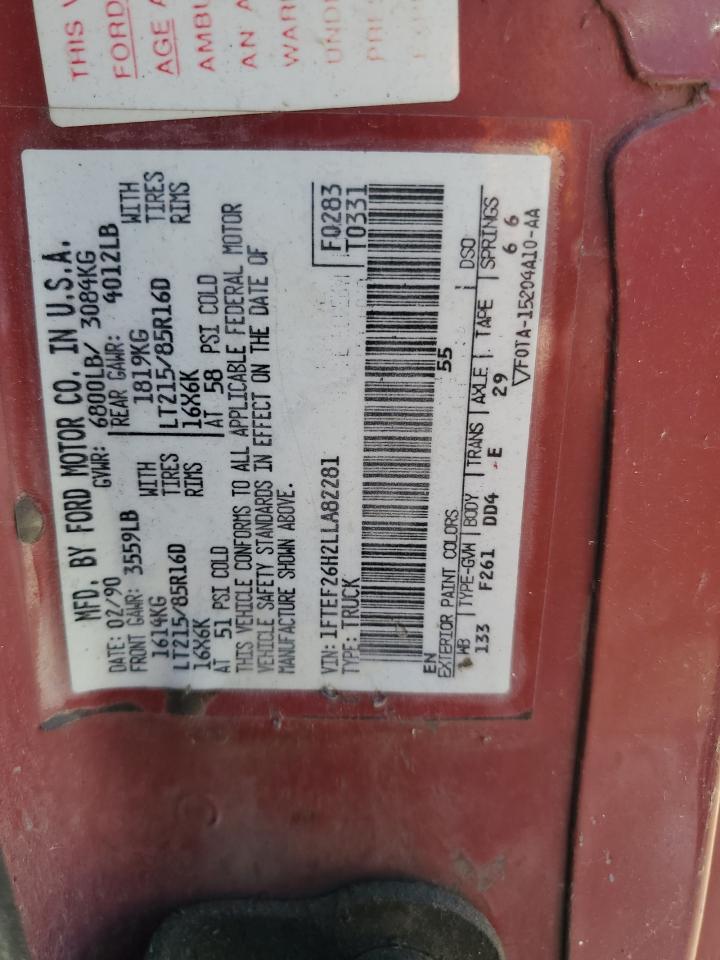 THIS V
FORD
AGE A
AMBU
AN A
WARR
UNDE
PRES
MFD. BY FORD MOTOR CO. IN U.S.A.
DATE: 02/90 GVWR: 6800LB/ 3084KG
FRONT GAWR: 3559LB REAR GAWR: 4012LB
1614KG WITH 1819KG WITH
LT215/85R16D TIRES LT215/85R16D TIRES
16X6K RIMS 16X6K RIMS
AT 51 PSI COLD AT 58 PSI COLD
THIS VEHICLE CONFORMS TO ALL APPLICABLE FEDERAL MOTOR
VEHICLE SAFETY STANDARDS IN EFFECT ON THE DATE OF
MANUFACTURE SHOWN ABOVE.
VIN: 1FTEF26H2LLA82281 F0283
TYPE: TRUCK T0331
EN 55
EXTERIOR PAINT COLORS DSO
WB TYPE-GVW BODY TRANS AXLE TAPE SPRINGS
133 F261 DD4 E 29 6 6
▽F0TA-15204A10-AA